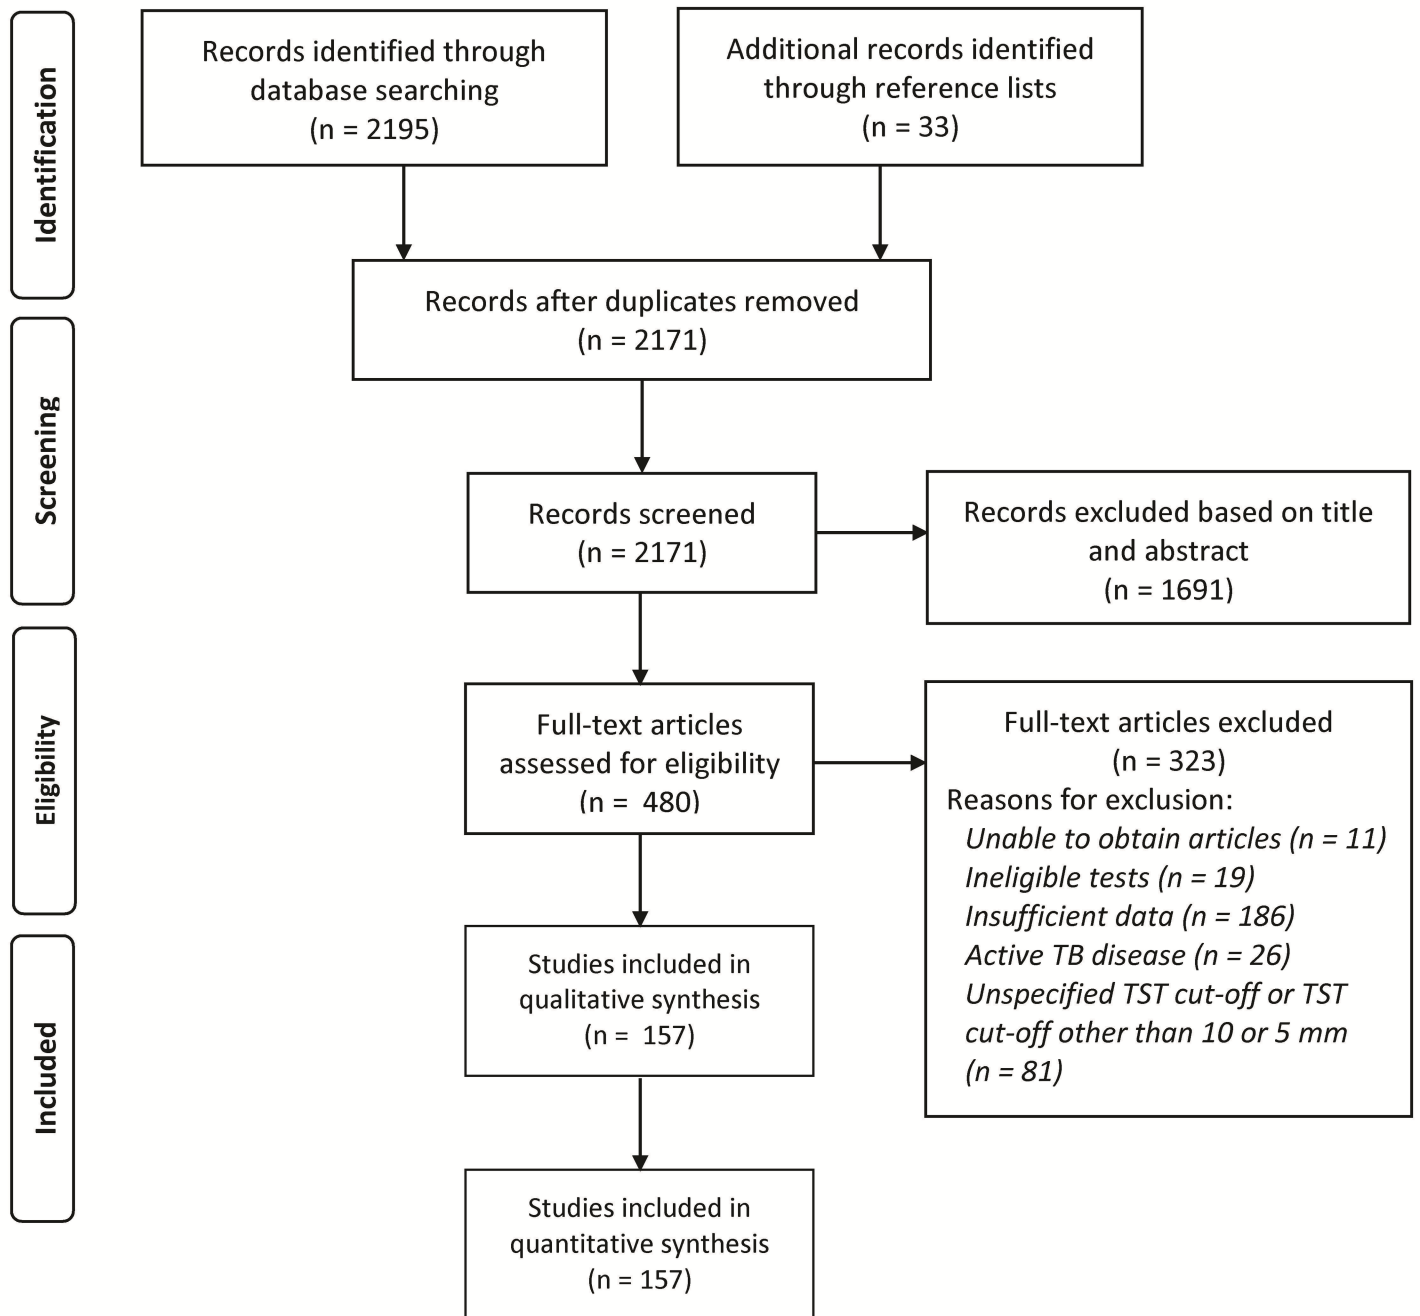 Identification
Records identified through
database searching
(n = 2195)
Additional records identified
through reference lists
(n = 33)
Records after duplicates removed
(n = 2171)
Screening
Records screened
(n = 2171)
Records excluded based on title
and abstract
(n = 1691)
Eligibility
Full-text articles
assessed for eligibility
(n = 480)
Full-text articles excluded
(n = 323)
Reasons for exclusion:
Unable to obtain articles (n = 11)
Ineligible tests (n = 19)
Insufficient data (n = 186)
Active TB disease (n = 26)
Unspecified TST cut-off or TST
cut-off other than 10 or 5 mm
(n = 81)
Included
Studies included in
qualitative synthesis
(n = 157)
Studies included in
quantitative synthesis
(n = 157)